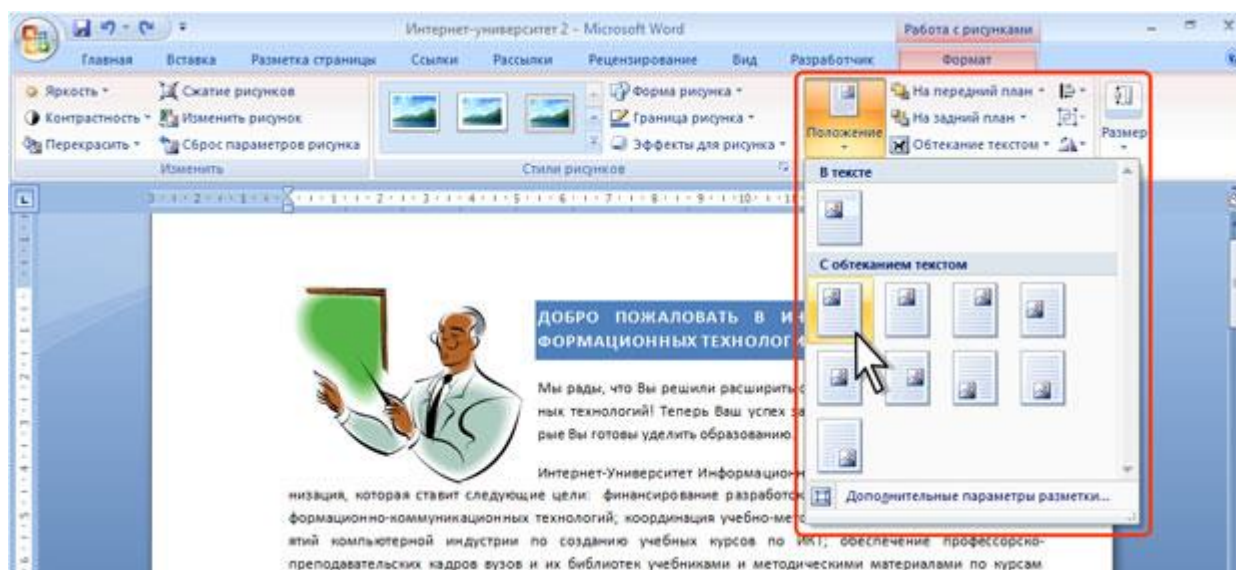 Интернет-университет 2 - Microsoft Word
Работа с рисунками
Главная Вставка Разметка страницы Ссылки Рассылки Рецензирование Вид Разработчик Формат
Яркость Сжатие рисунков Форма рисунка На передний план
Контрастность Изменить рисунок Граница рисунка На задний план
Перекрасить Сброс параметров рисунка Эффекты для рисунка Положение Обтекание текстом Размер
Изменить Стили рисунков
В тексте
С обтеканием текстом
Дополнительные параметры разметки...
ДОБРО ПОЖАЛОВАТЬ В ИН
ФОРМАЦИОННЫХ ТЕХНОЛОГИ
Мы рады, что Вы решили расширить
ных технологий! Теперь Ваш успех за
рые Вы готовы уделить образованию.
Интернет-Университет Информацион
низация, которая ставит следующие цели: финансирование разработок
формационно-коммуникационных технологий; координация учебно-мето
ятий компьютерной индустрии по созданию учебных курсов по ИКТ; обеспечение профессорско-
преподавательских кадров вузов и их библиотек учебниками и методическими материалами по курсам